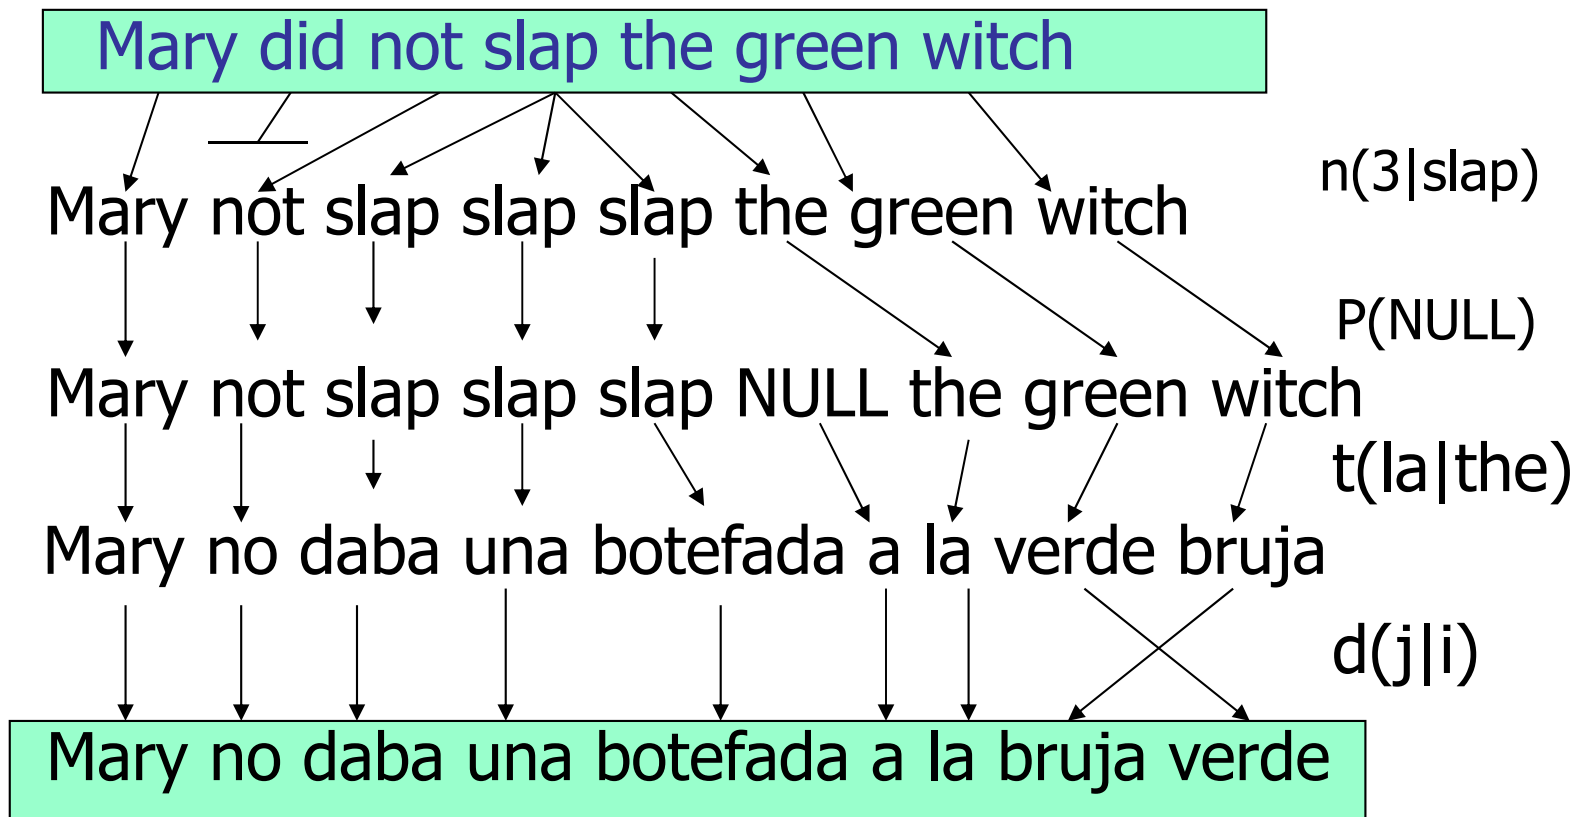 Mary did not slap the green witch
n(3|slap)
Mary not slap slap slap the green witch
P(NULL)
Mary not slap slap slap NULL the green witch
t(la|the)
Mary no daba una botefada a la verde bruja
d(j|i)
Mary no daba una botefada a la bruja verde